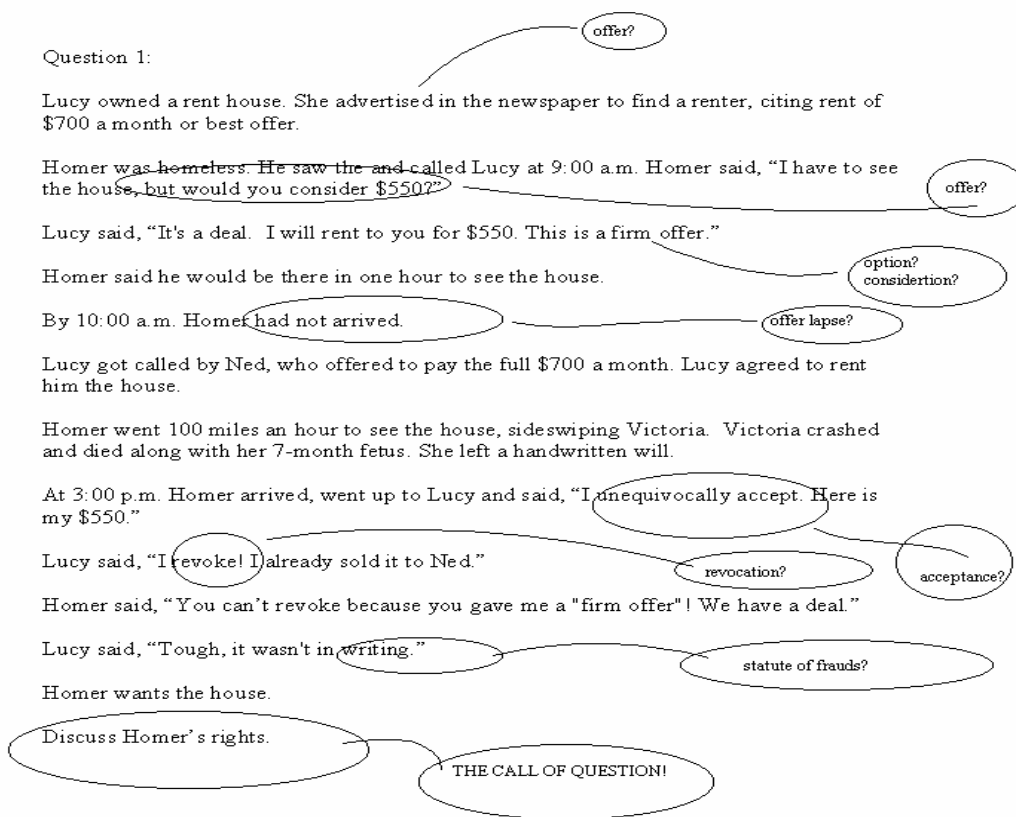 offer?
Question 1:
Lucy owned a rent house. She advertised in the newspaper to find a renter, citing rent of
$700 a month or best offer.
Homer was homeless. He saw the and called Lucy at 9:00 a.m. Homer said, “I have to see
the house, but would you consider $550?”
offer?
Lucy said, “It's a deal. I will rent to you for $550. This is a firm offer.”
option?
considertion?
Homer said he would be there in one hour to see the house.
By 10:00 a.m. Homer had not arrived.
offer lapse?
Lucy got called by Ned, who offered to pay the full $700 a month. Lucy agreed to rent
him the house.
Homer went 100 miles an hour to see the house, sideswiping Victoria. Victoria crashed
and died along with her 7-month fetus. She left a handwritten will.
At 3:00 p.m. Homer arrived, went up to Lucy and said, “I unequivocally accept. Here is
my $550.”
Lucy said, “I revoke! I already sold it to Ned.”
revocation?
acceptance?
Homer said, “You can’t revoke because you gave me a "firm offer"! We have a deal.”
Lucy said, “Tough, it wasn't in writing.”
statute of frauds?
Homer wants the house.
Discuss Homer’s rights.
THE CALL OF QUESTION!